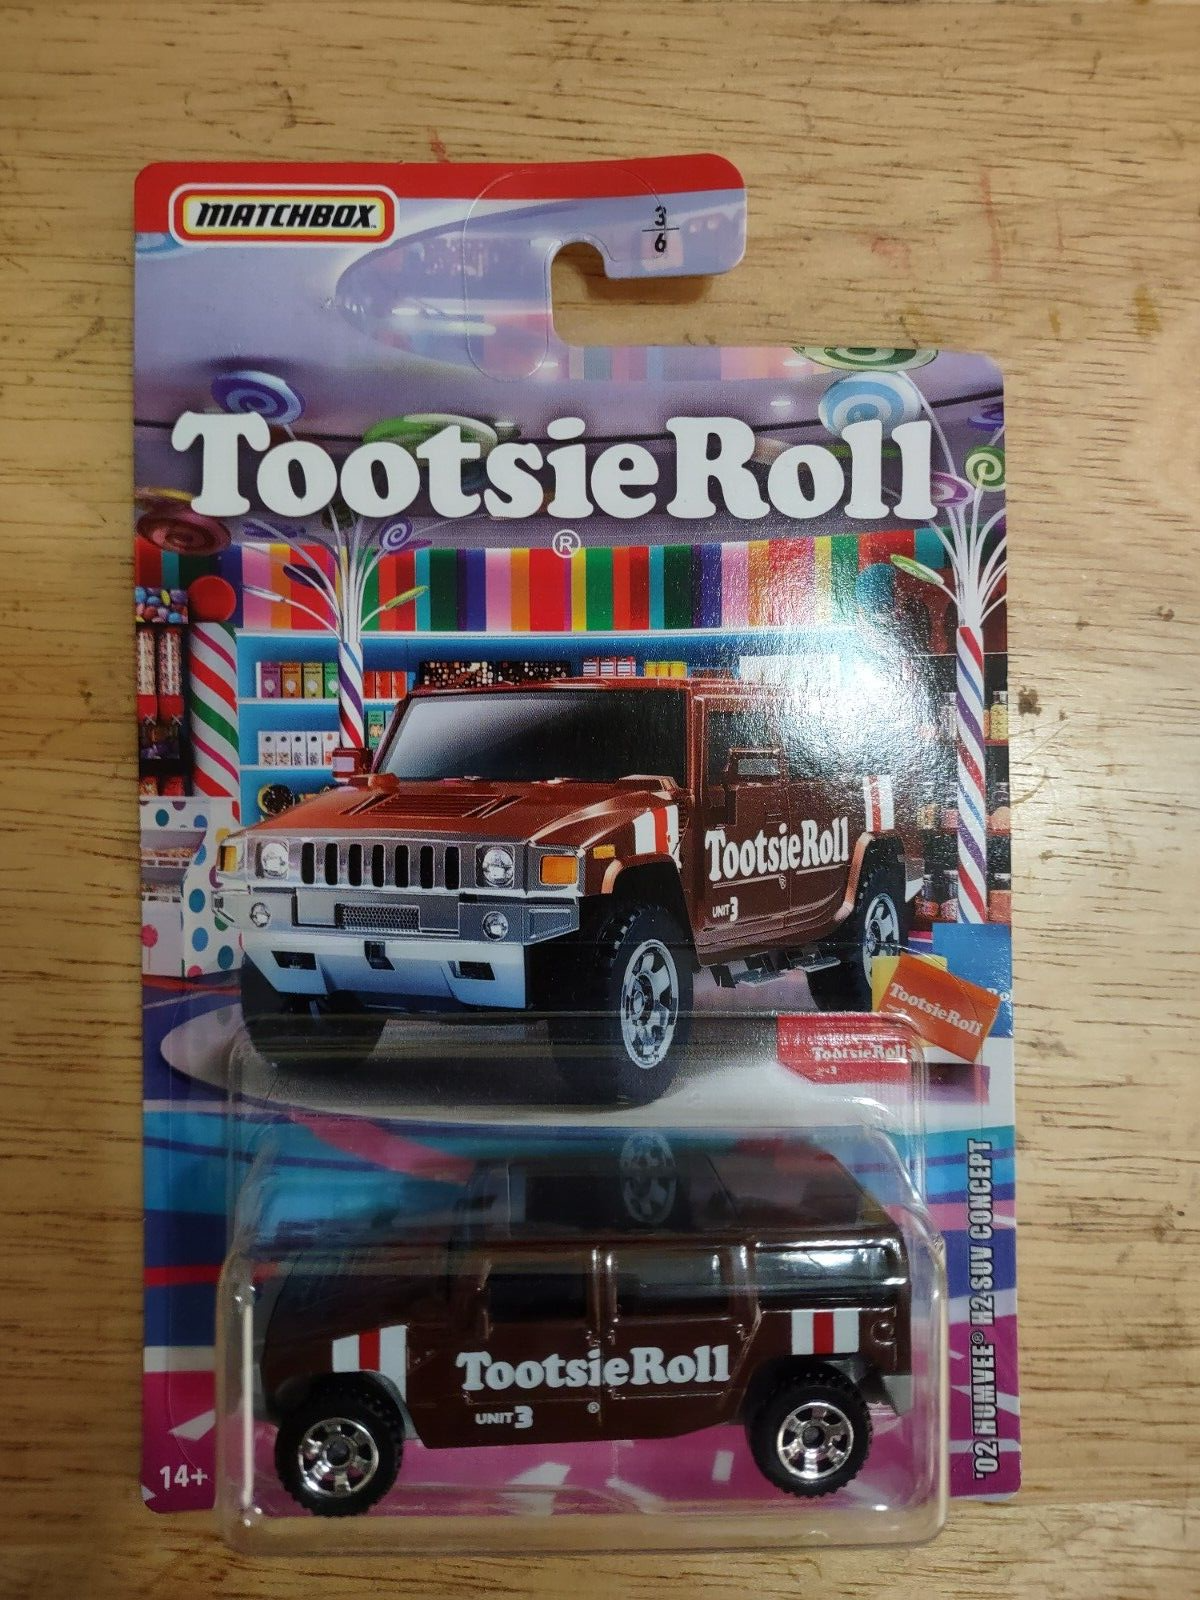 MATCHBOX
3
6
TootsieRoll
®
TootsieRoll
®
UNIT 3
TootsieRoll
TootsieRoll
'02 HUMVEE® H2 SUV CONCEPT
TootsieRoll
®
UNIT 3
14+